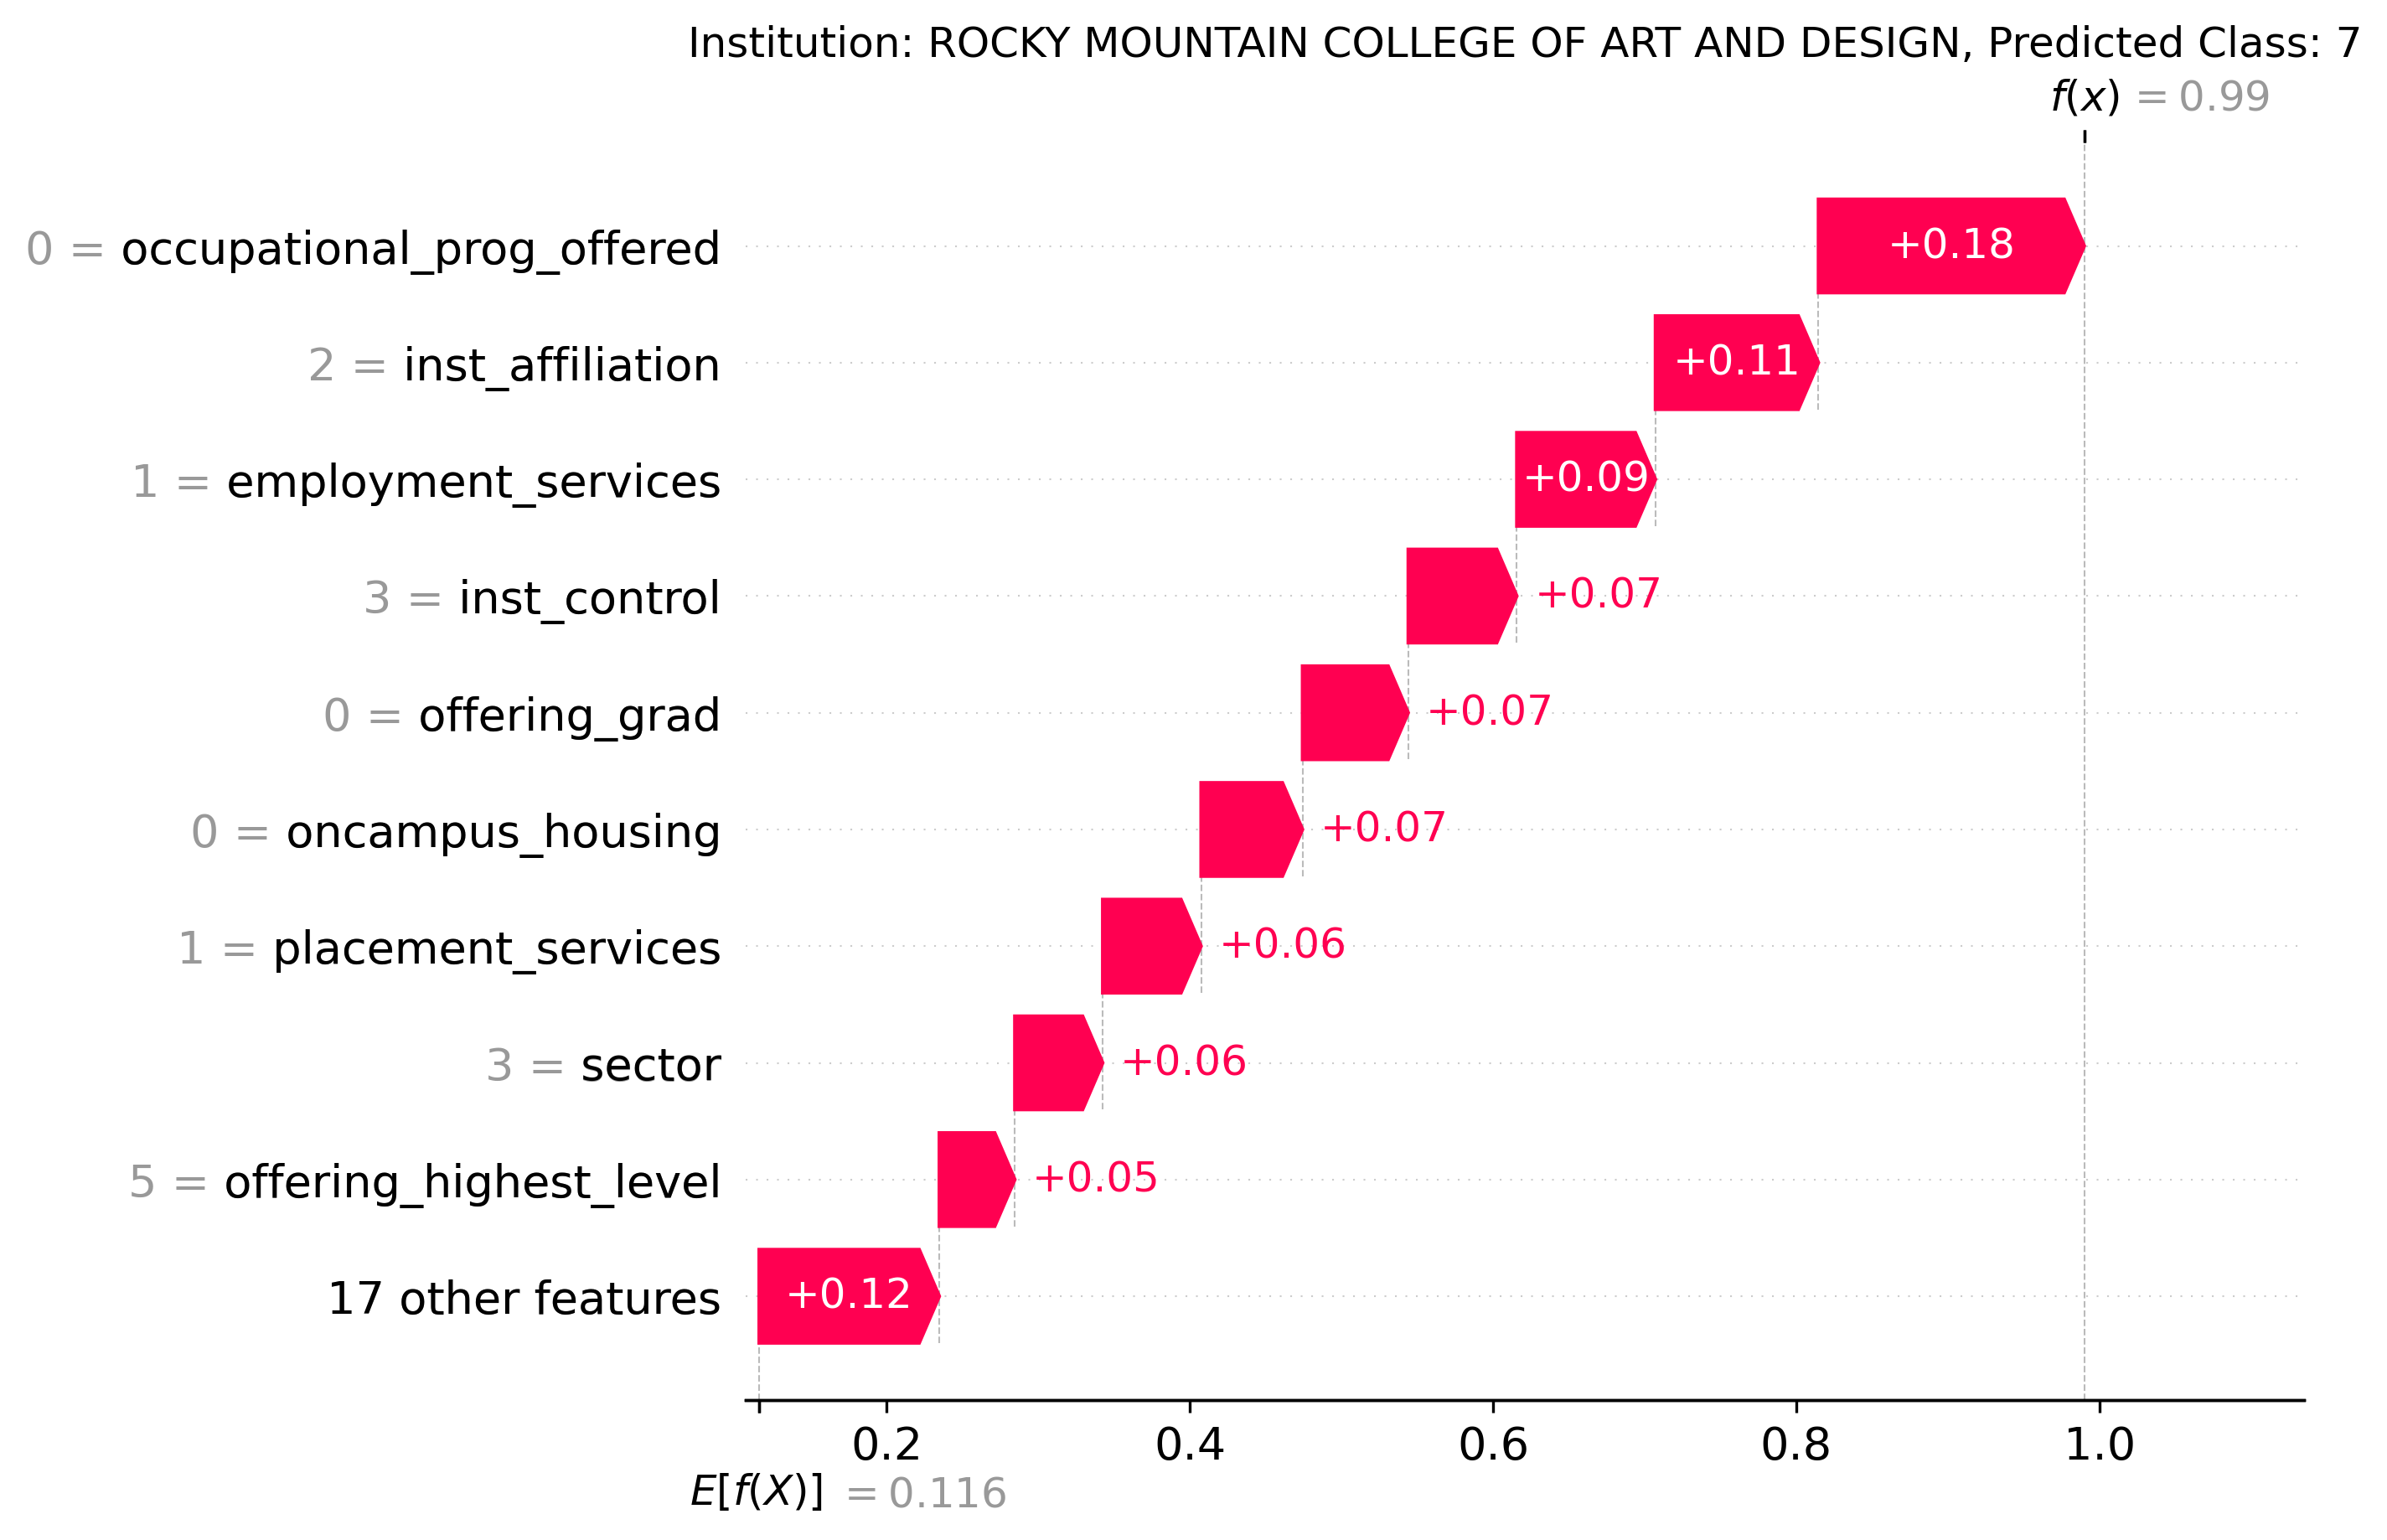 Institution: ROCKY MOUNTAIN COLLEGE OF ART AND DESIGN, Predicted Class: 7
f(x) = 0.99
0 = occupational_prog_offered +0.18
2 = inst_affiliation +0.11
1 = employment_services +0.09
3 = inst_control +0.07
0 = offering_grad +0.07
0 = oncampus_housing +0.07
1 = placement_services +0.06
3 = sector +0.06
5 = offering_highest_level +0.05
17 other features +0.12
0.2 0.4 0.6 0.8 1.0
E[f(X)] = 0.116